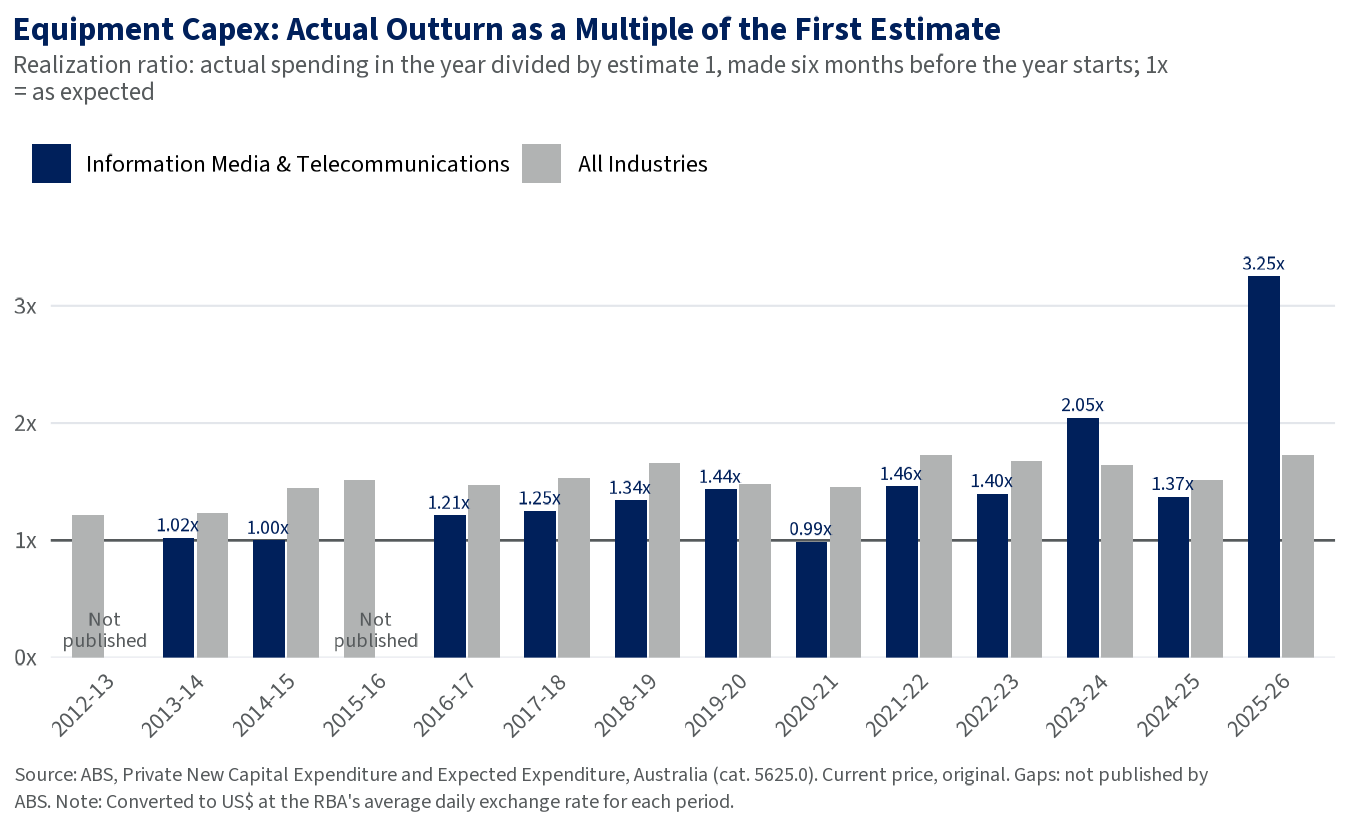 Equipment Capex: Actual Outturn as a Multiple of the First Estimate
Realization ratio: actual spending in the year divided by estimate 1, made six months before the year starts; 1x
= as expected
Information Media & Telecommunications
All Industries
3x
2x
1x
0x
Not
published
1.02x
1.00x
Not
published
1.21x
1.25x
1.34x
1.44x
0.99x
1.46x
1.40x
2.05x
1.37x
3.25x
2012-13
2013-14
2014-15
2015-16
2016-17
2017-18
2018-19
2019-20
2020-21
2021-22
2022-23
2023-24
2024-25
2025-26
Source: ABS, Private New Capital Expenditure and Expected Expenditure, Australia (cat. 5625.0). Current price, original. Gaps: not published by
ABS. Note: Converted to US$ at the RBA's average daily exchange rate for each period.